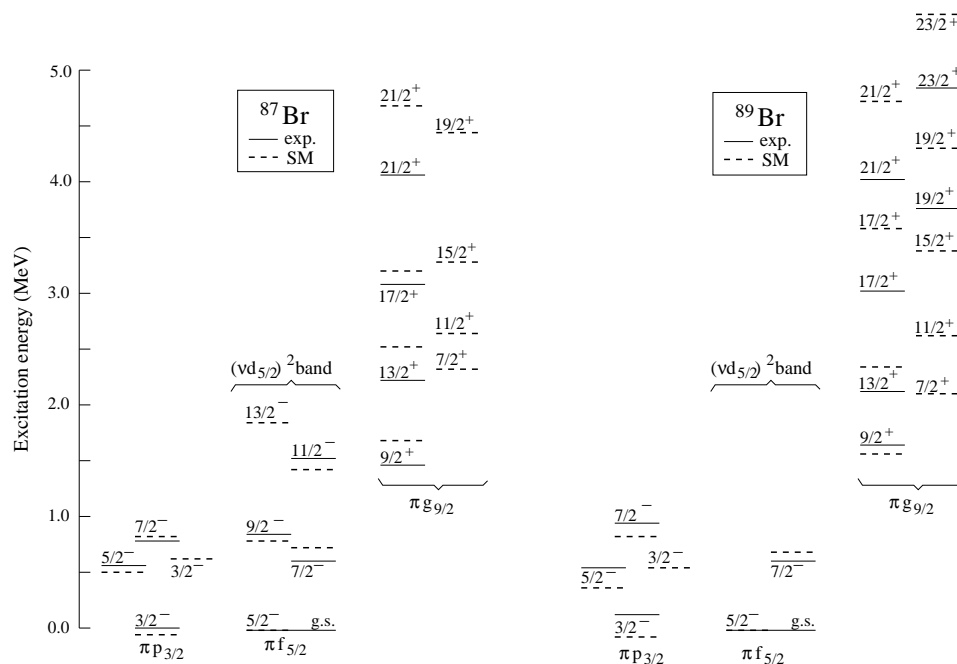 23/2+
5.0
87Br
exp.
SM
21/2+
19/2+
21/2+
15/2+
17/2+
11/2+
7/2+
13/2+
9/2+
πg9/2
4.0
3.0
2.0
1.0
0.0
Excitation energy (MeV)
(νd5/2)2band
13/2−
11/2−
9/2−
7/2−
5/2− g.s.
πf5/2
7/2−
5/2−
3/2−
3/2−
πp3/2
89Br
exp.
SM
21/2+
23/2+
19/2+
21/2+
19/2+
17/2+
15/2+
17/2+
11/2+
13/2+
7/2+
9/2+
πg9/2
(νd5/2)2band
7/2−
5/2− g.s.
πf5/2
7/2−
3/2−
5/2−
3/2−
πp3/2